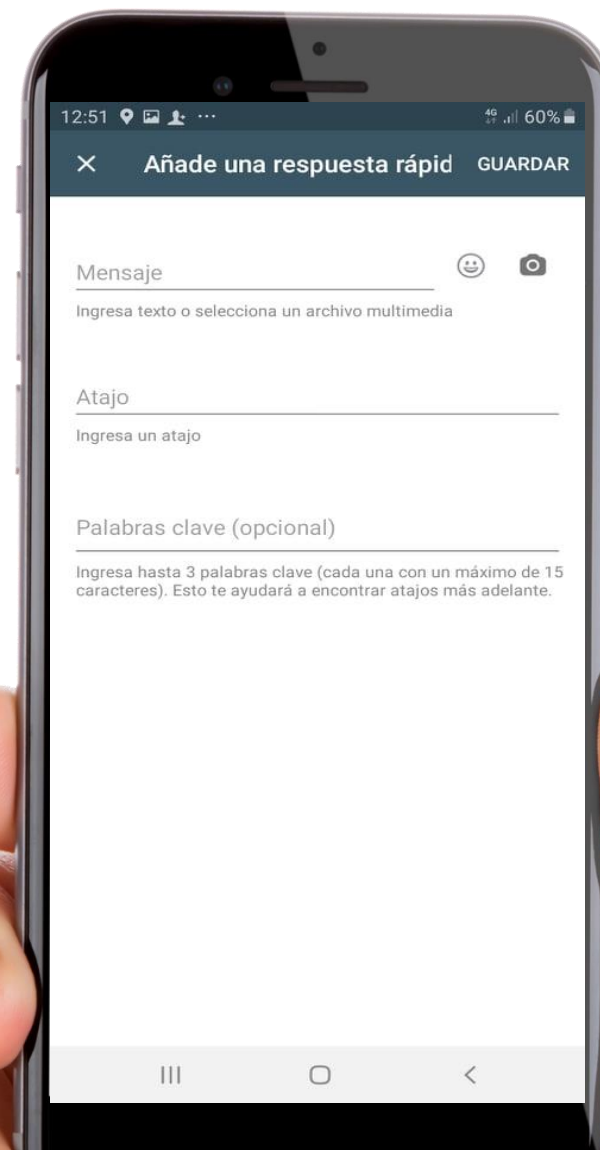 12:51 4G 60%
Añade una respuesta rápid GUARDAR
Mensaje
Ingresa texto o selecciona un archivo multimedia
Atajo
Ingresa un atajo
Palabras clave (opcional)
Ingresa hasta 3 palabras clave (cada una con un máximo de 15
caracteres). Esto te ayudará a encontrar atajos más adelante.